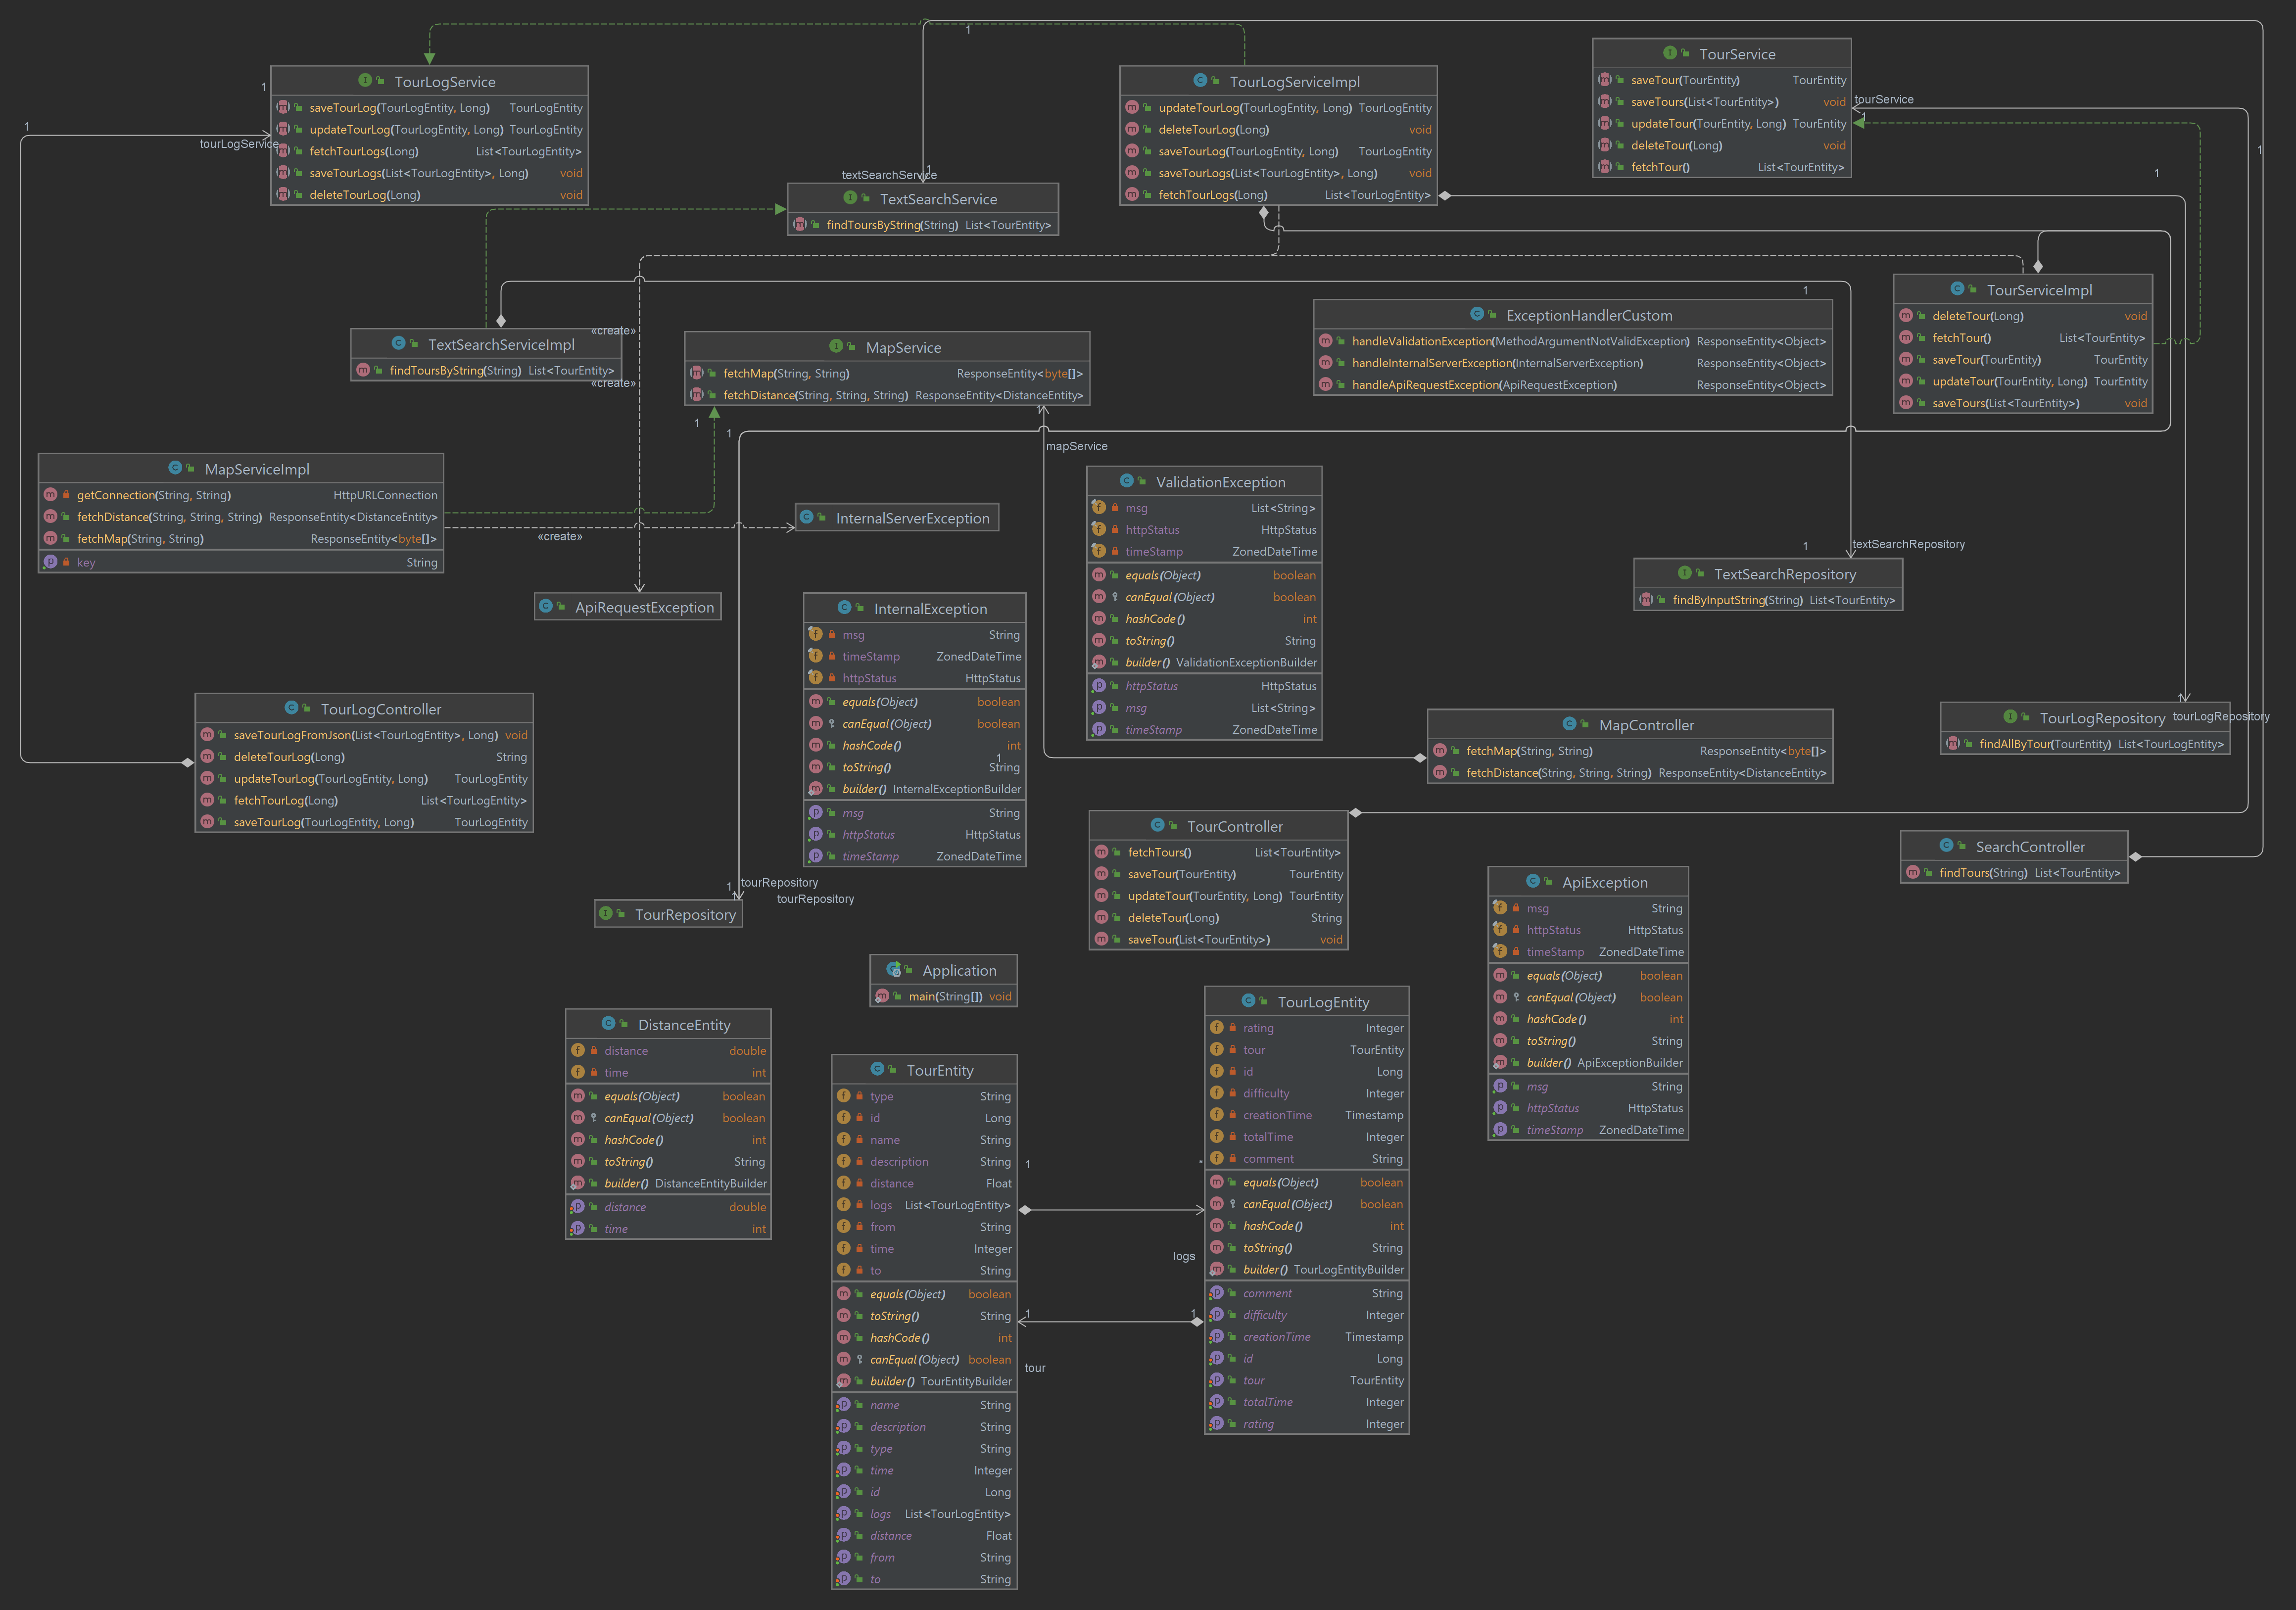 TourLogService
saveTourLog(TourLogEntity, Long) TourLogEntity
updateTourLog(TourLogEntity, Long) TourLogEntity
fetchTourLogs(Long) List<TourLogEntity>
saveTourLogs(List<TourLogEntity>, Long) void
deleteTourLog(Long) void
1
1
tourLogService
1
TourLogServiceImpl
updateTourLog(TourLogEntity, Long) TourLogEntity
deleteTourLog(Long) void
saveTourLog(TourLogEntity, Long) TourLogEntity
saveTourLogs(List<TourLogEntity>, Long) void
fetchTourLogs(Long) List<TourLogEntity>
TourService
saveTour(TourEntity) TourEntity
saveTours(List<TourEntity>) void
updateTour(TourEntity, Long) TourEntity
deleteTour(Long) void
fetchTour() List<TourEntity>
tourService
1
1
1
textSearchService
1
TextSearchService
findToursByString(String) List<TourEntity>
TourServiceImpl
deleteTour(Long) void
fetchTour() List<TourEntity>
saveTour(TourEntity) TourEntity
updateTour(TourEntity, Long) TourEntity
saveTours(List<TourEntity>) void
1
ExceptionHandlerCustom
handleValidationException(MethodArgumentNotValidException) ResponseEntity<Object>
handleInternalServerException(InternalServerException) ResponseEntity<Object>
handleApiRequestException(ApiRequestException) ResponseEntity<Object>
TextSearchServiceImpl
findToursByString(String) List<TourEntity>
«create»
«create»
MapService
fetchMap(String, String) ResponseEntity<byte[]>
fetchDistance(String, String, String) ResponseEntity<DistanceEntity>
1
1
1
mapService
MapServiceImpl
getConnection(String, String) HttpURLConnection
fetchDistance(String, String, String) ResponseEntity<DistanceEntity>
fetchMap(String, String) ResponseEntity<byte[]>
key String
«create»
InternalServerException
ValidationException
msg List<String>
httpStatus HttpStatus
timeStamp ZonedDateTime
equals(Object) boolean
canEqual(Object) boolean
hashCode() int
toString() String
builder() ValidationExceptionBuilder
httpStatus HttpStatus
msg List<String>
timeStamp ZonedDateTime
1
textSearchRepository
TextSearchRepository
findByInputString(String) List<TourEntity>
ApiRequestException
InternalException
msg String
timeStamp ZonedDateTime
httpStatus HttpStatus
equals(Object) boolean
canEqual(Object) boolean
hashCode() int
toString() String
builder() InternalExceptionBuilder
msg String
httpStatus HttpStatus
timeStamp ZonedDateTime
1
TourLogController
saveTourLogFromJson(List<TourLogEntity>, Long) void
deleteTourLog(Long) String
updateTourLog(TourLogEntity, Long) TourLogEntity
fetchTourLog(Long) List<TourLogEntity>
saveTourLog(TourLogEntity, Long) TourLogEntity
MapController
fetchMap(String, String) ResponseEntity<byte[]>
fetchDistance(String, String, String) ResponseEntity<DistanceEntity>
1
TourLogRepository
tourLogRepository
findAllByTour(TourEntity) List<TourLogEntity>
TourController
fetchTours() List<TourEntity>
saveTour(TourEntity) TourEntity
updateTour(TourEntity, Long) TourEntity
deleteTour(Long) String
saveTour(List<TourEntity>) void
SearchController
findTours(String) List<TourEntity>
1
tourRepository
1
tourRepository
TourRepository
ApiException
msg String
httpStatus HttpStatus
timeStamp ZonedDateTime
equals(Object) boolean
canEqual(Object) boolean
hashCode() int
toString() String
builder() ApiExceptionBuilder
msg String
httpStatus HttpStatus
timeStamp ZonedDateTime
Application
main(String[]) void
DistanceEntity
distance double
time int
equals(Object) boolean
canEqual(Object) boolean
hashCode() int
toString() String
builder() DistanceEntityBuilder
distance double
time int
TourEntity
type String
id Long
name String
description String
distance Float
logs List<TourLogEntity>
from String
time Integer
to String
equals(Object) boolean
toString() String
hashCode() int
canEqual(Object) boolean
builder() TourEntityBuilder
name String
description String
type String
time Integer
id Long
logs List<TourLogEntity>
distance Float
from String
to String
1
*
logs
1
1
tour
TourLogEntity
rating Integer
tour TourEntity
id Long
difficulty Integer
creationTime Timestamp
totalTime Integer
comment String
equals(Object) boolean
canEqual(Object) boolean
hashCode() int
toString() String
builder() TourLogEntityBuilder
comment String
difficulty Integer
creationTime Timestamp
id Long
tour TourEntity
totalTime Integer
rating Integer